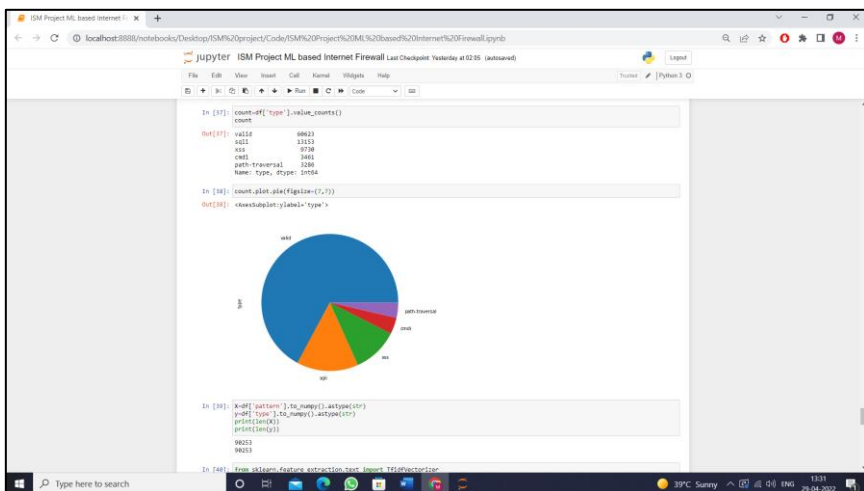 ISM Project ML based Internet Fi
localhost:8888/notebooks/Desktop/ISM%20project/Code/ISM%20Project%20ML%20based%20Internet%20Firewall.ipynb
jupyter ISM Project ML based Internet Firewall Last Checkpoint: Yesterday at 02:05 (autosaved)
Logout
File Edit View Insert Cell Kernel Widgets Help
Trusted Python 3
Run Code
In [37]: count=df['type'].value_counts()
count
Out[37]: valid 60623
sqli 13153
xss 9730
cmdi 3461
path-traversal 3286
Name: type, dtype: int64
In [38]: count.plot.pie(figsize=(7,7))
Out[38]: <AxesSubplot:ylabel='type'>
valid
type
path-traversal
cmdi
xss
sqli
In [39]: X=df['pattern'].to_numpy().astype(str)
y=df['type'].to_numpy().astype(str)
print(len(X))
print(len(y))
90253
90253
In [40]: from sklearn.feature_extraction.text import TfidfVectorizer
Type here to search
39°C Sunny
ENG
13:31
29-04-2022